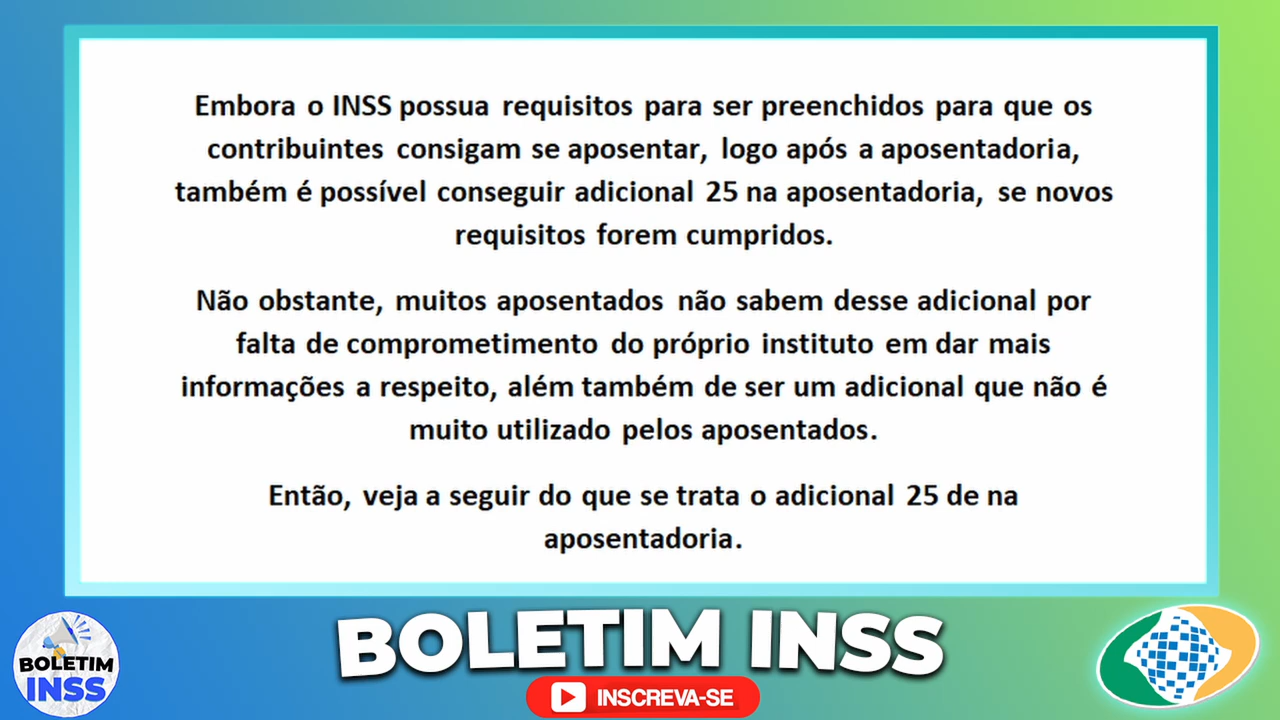 Embora o INSS possua requisitos para ser preenchidos para que os
contribuintes consigam se aposentar, logo após a aposentadoria,
também é possível conseguir adicional 25 na aposentadoria, se novos
requisitos forem cumpridos.
Não obstante, muitos aposentados não sabem desse adicional por
falta de comprometimento do próprio instituto em dar mais
informações a respeito, além também de ser um adicional que não é
muito utilizado pelos aposentados.
Então, veja a seguir do que se trata o adicional 25 de na
aposentadoria.
BOLETIM INSS
INSCREVA-SE
BOLETIM
INSS